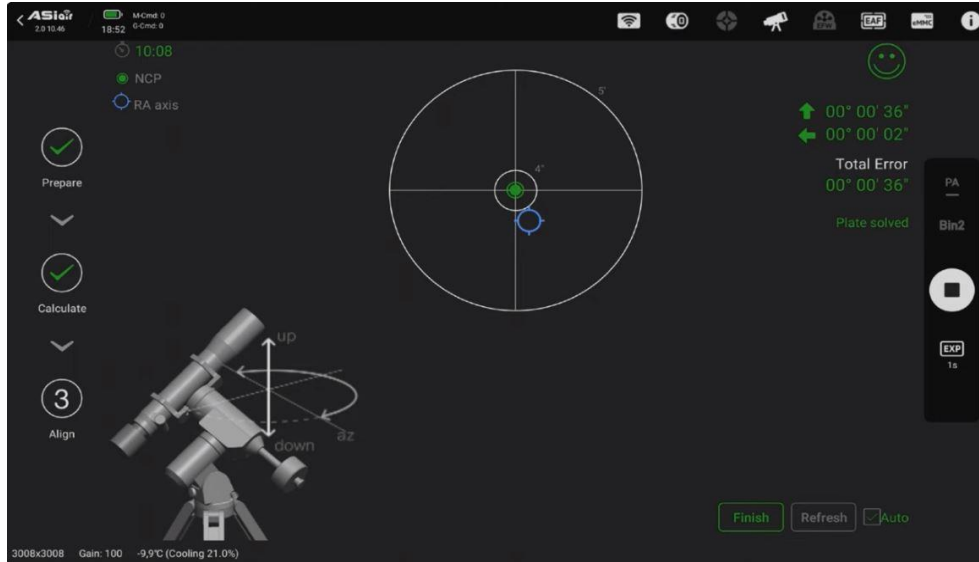 ASiair
2.0 10.46
18:52
M-Cmd: 0
G-Cmd: 0
EFW
EAF
eMMC
10:08
NCP
RA axis
5°
4"
00° 00' 36"
00° 00' 02"
Total Error
00° 00' 36"
Plate solved
PA
Bin2
EXP
1s
Prepare
Calculate
3
Align
up
down
az
Finish
Refresh
Auto
3008x3008 Gain: 100 -9,9℃ (Cooling 21.0%)